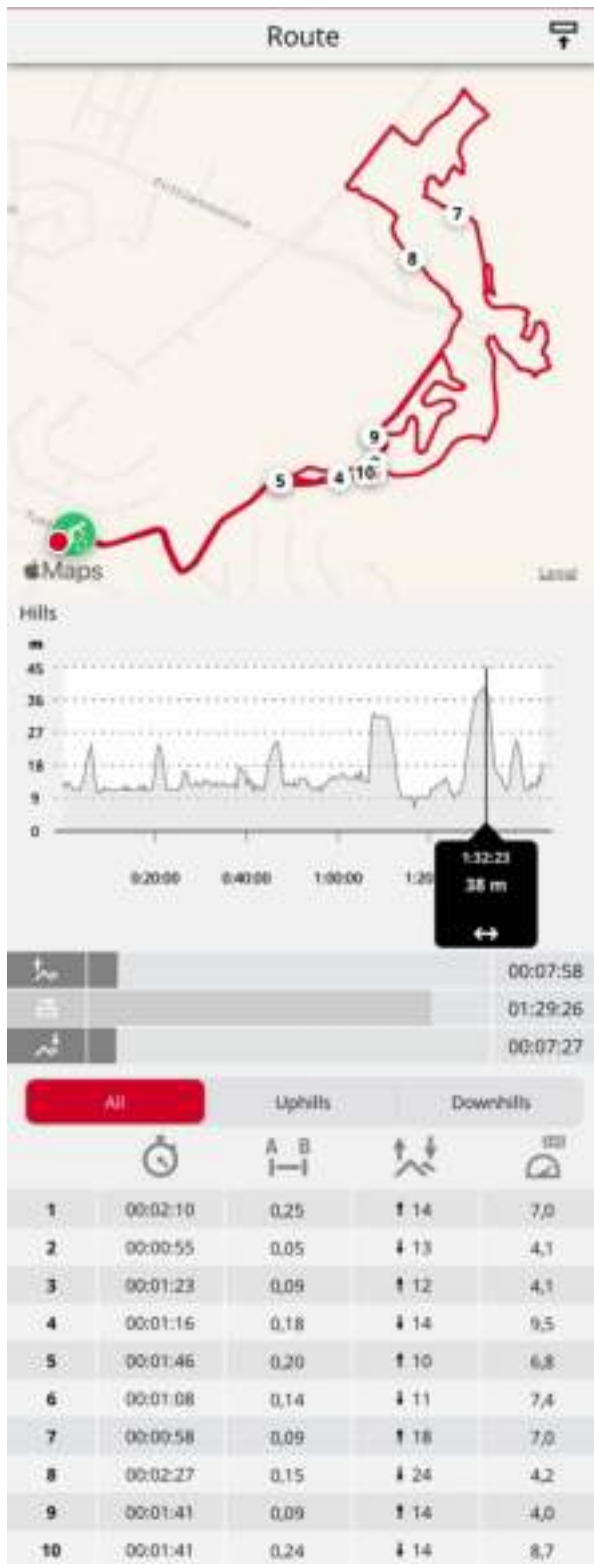 Route
7
8
9
5 4 10
Maps
Legal
Hills
m
45
36
27
18
9
0
0:20:00 0:40:00 1:00:00 1:20
1:32:23
38 m
00:07:58
01:29:26
00:07:27
All Uphills Downhills
A B
1 00:02:10 0,25 14 7,0
2 00:00:55 0,05 13 4,1
3 00:01:23 0,09 12 4,1
4 00:01:16 0,18 14 9,5
5 00:01:46 0,20 10 6,8
6 00:01:08 0,14 11 7,4
7 00:00:58 0,09 18 7,0
8 00:02:27 0,15 24 4,2
9 00:01:41 0,09 14 4,0
10 00:01:41 0,24 14 8,7